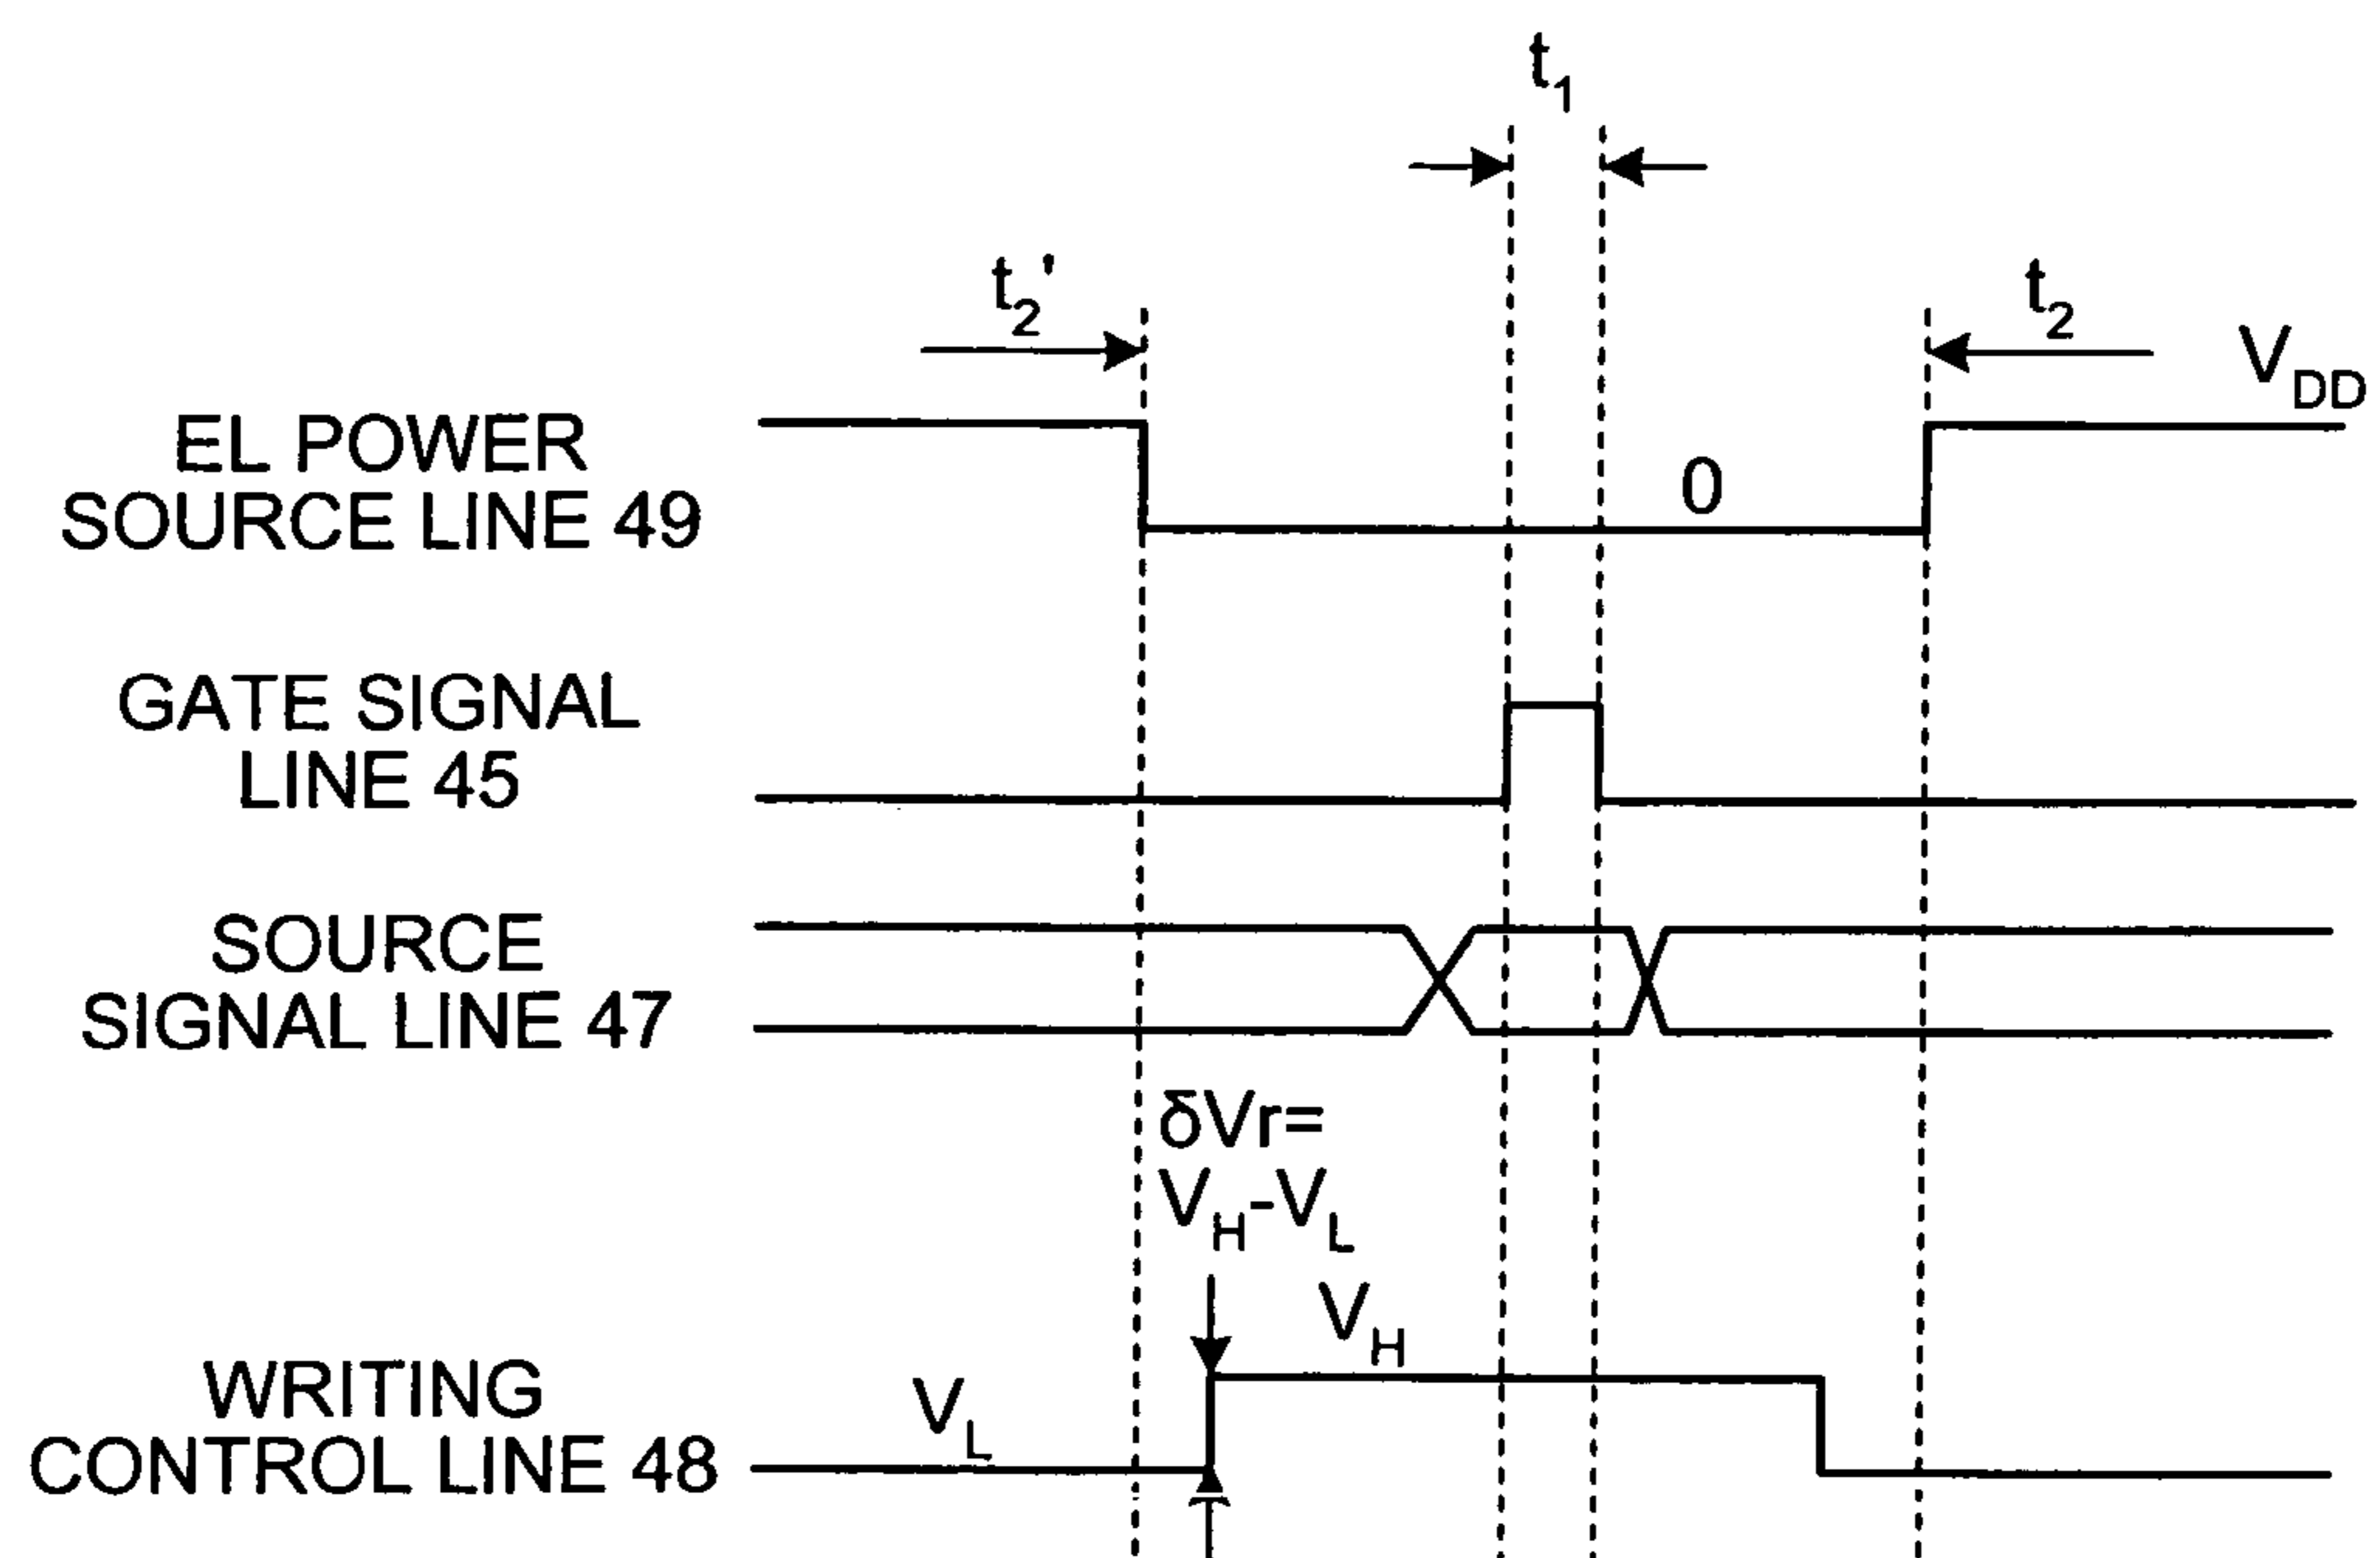 t1
t2' t2
VDD
EL POWER
SOURCE LINE 49
0
GATE SIGNAL
LINE 45
SOURCE
SIGNAL LINE 47
δVr=
VH-VL
VH
WRITING
CONTROL LINE 48
VL